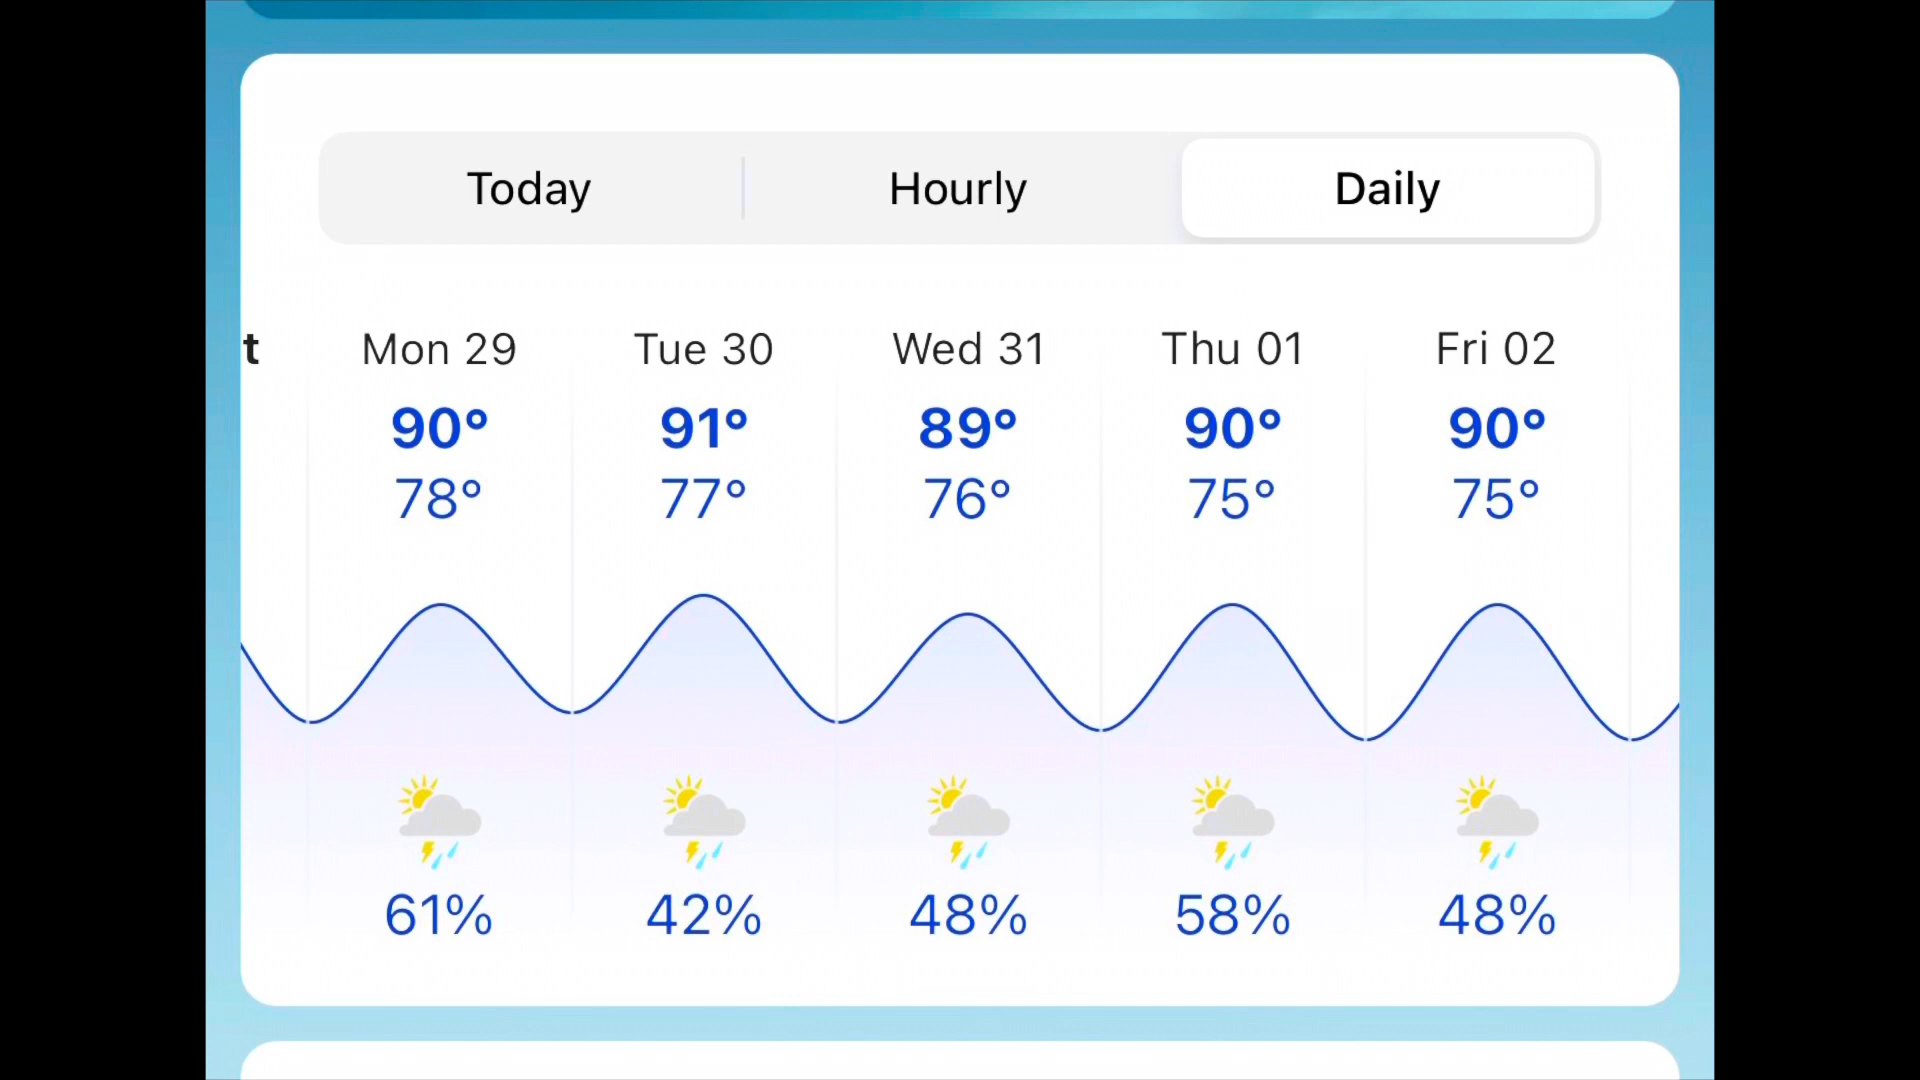 Today Hourly Daily
t Mon 29 Tue 30 Wed 31 Thu 01 Fri 02
90° 91° 89° 90° 90°
78° 77° 76° 75° 75°
61% 42% 48% 58% 48%